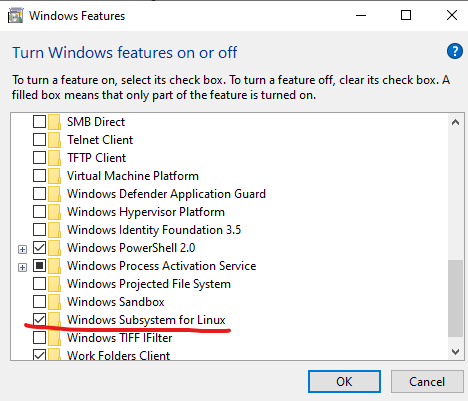 Windows Features
Turn Windows features on or off
?
To turn a feature on, select its check box. To turn a feature off, clear its check box. A
filled box means that only part of the feature is turned on.
SMB Direct
Telnet Client
TFTP Client
Virtual Machine Platform
Windows Defender Application Guard
Windows Hypervisor Platform
Windows Identity Foundation 3.5
Windows PowerShell 2.0
Windows Process Activation Service
Windows Projected File System
Windows Sandbox
Windows Subsystem for Linux
Windows TIFF IFilter
Work Folders Client
OK
Cancel